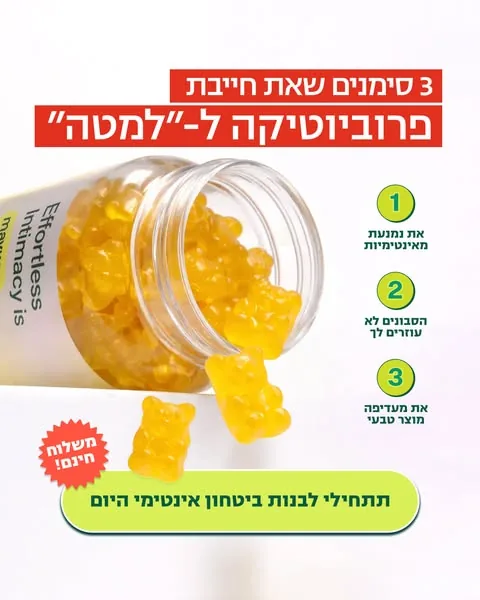 3 סימנים שאת חייבת
פרוביוטיקה ל-"למטה"
1
את נמנעת
מאינטימיות
2
הסבונים לא
עוזרים לך
3
את מעדיפה
מוצר טבעי
Effortless
Intimacy is
משלוח
חינם!
תתחילי לבנות ביטחון אינטימי היום